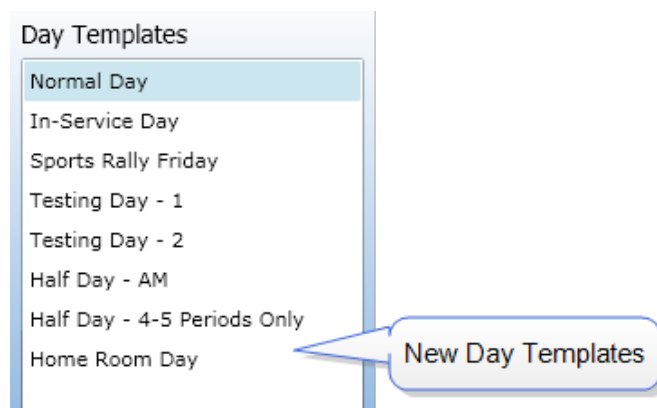 Day Templates
Normal Day
In-Service Day
Sports Rally Friday
Testing Day - 1
Testing Day - 2
Half Day - AM
Half Day - 4-5 Periods Only
Home Room Day
New Day Templates